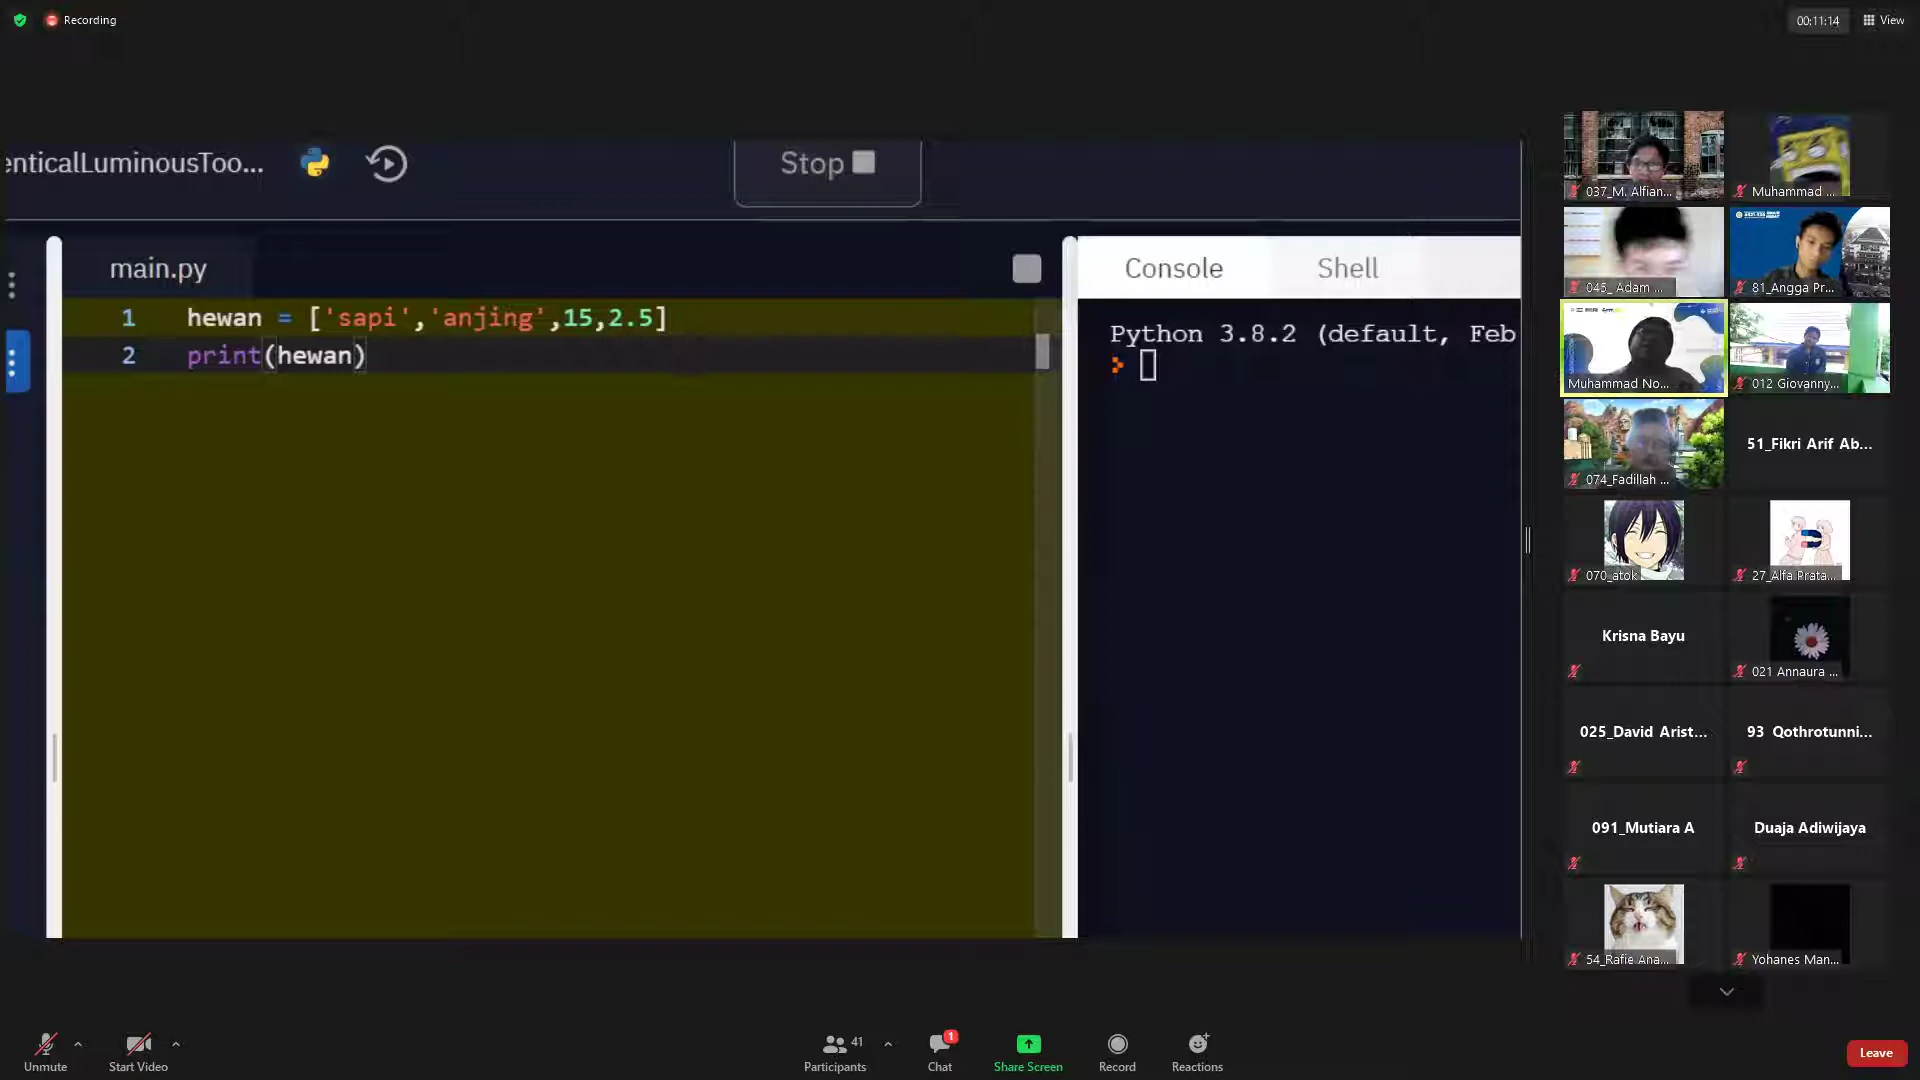 Recording
00:11:14
View
enticalLuminousToo...
Stop
main.py
1 hewan = ['sapi','anjing',15,2.5]
2 print(hewan)
Console
Shell
Python 3.8.2 (default, Feb
037_M. Alfian...
Muhammad ...
045_ Adam ...
81_Angga Pr...
Muhammad No...
012 Giovanny...
074_Fadillah ...
51_Fikri Arif Ab...
070_atok
27_Alfa Prata...
Krisna Bayu
021 Annaura ...
025_David Arist...
93 Qothrotunni...
091_Mutiara A
Duaja Adiwijaya
54_Rafie Ana...
Yohanes Man...
Unmute
Start Video
41
Participants
1
Chat
Share Screen
Record
Reactions
Leave